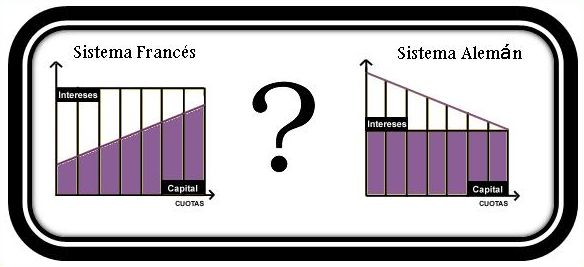 Sistema Francés
Intereses
Capital
CUOTAS
?
Sistema Alemán
Intereses
Capital
CUOTAS